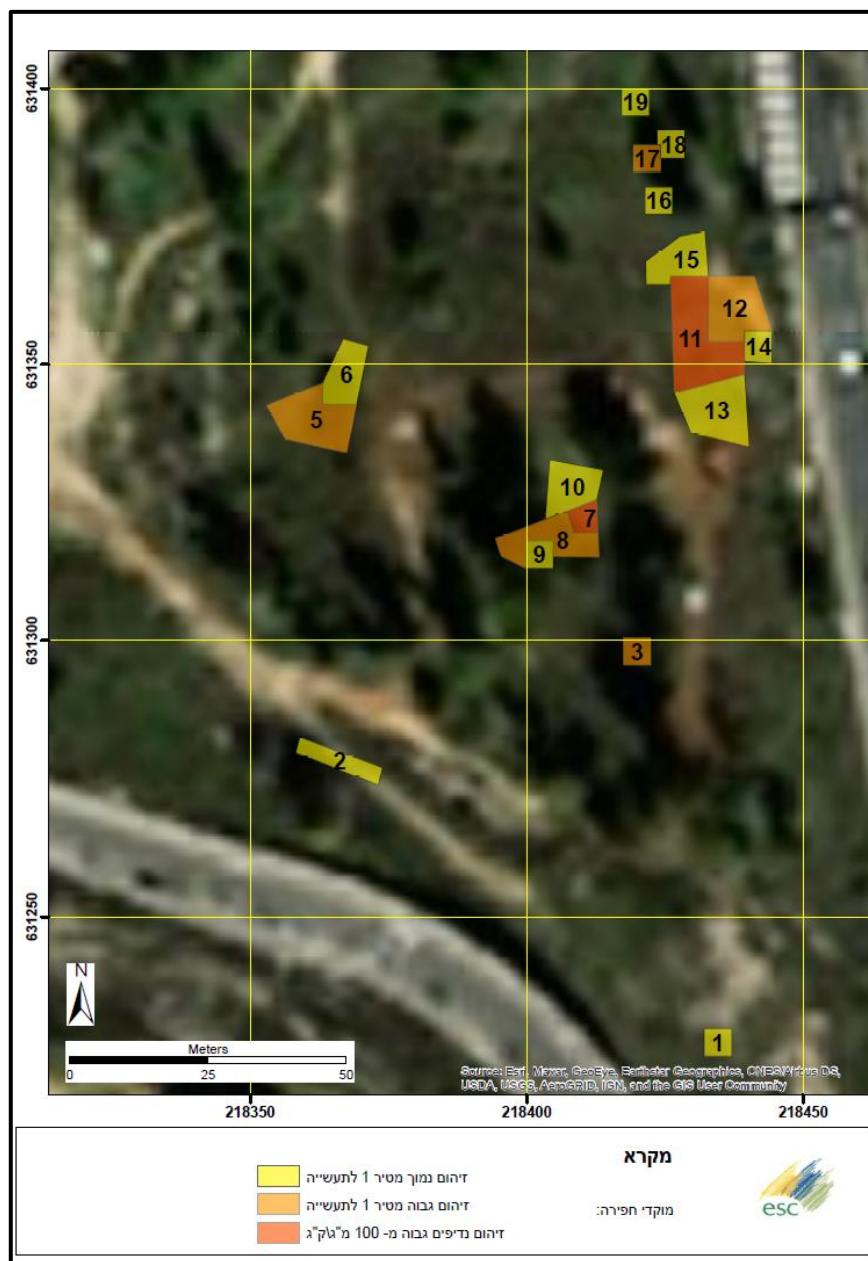 631400
631350
631300
631250
19
18
17
16
15
12
11
14
13
6
5
10
7
8
9
3
2
1
N
Meters
0 25 50
Source: Esri, Maxar, GeoEye, Earthstar Geographics, CNES/Airbus DS,
USDA, USGS, AeroGRID, IGN, and the GIS User Community
218350 218400 218450
מקרא
מוקדי חפירה:
זיהום נמוך מטיר 1 לתעשייה
זיהום גבוה מטיר 1 לתעשייה
זיהום נדיפים גבוה מ- 100 מ"ג\ק"ג
esc